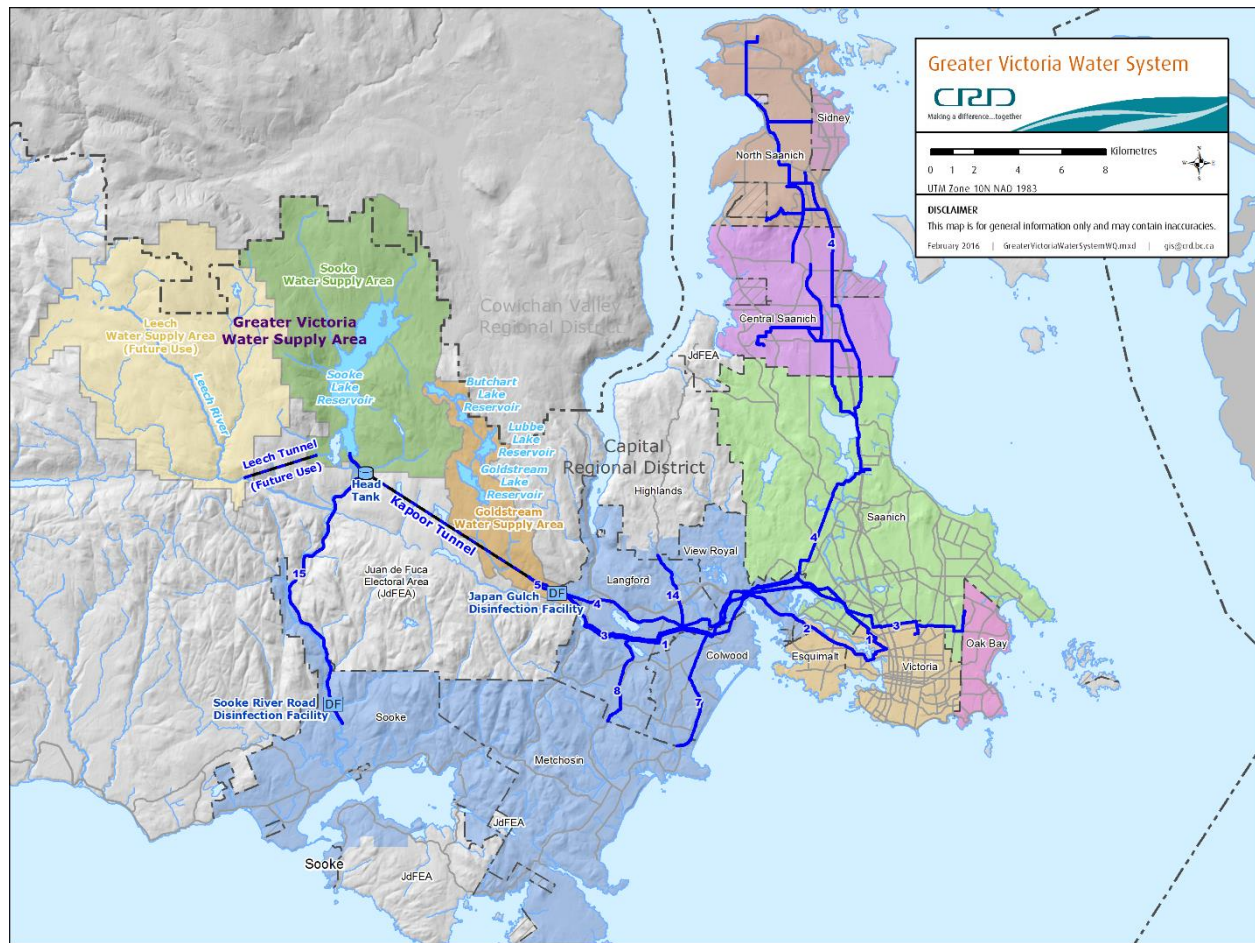 Greater Victoria Water System
CRD
Making a difference...together
Kilometres
0 1 2 4 6 8
UTM Zone 10N NAD 1983
DISCLAIMER
This map is for general information only and may contain inaccuracies.
February 2016 | GreaterVictoriaWaterSystemWQ.mxd | gis@crd.bc.ca
N
W
E
S
Sidney
North Saanich
4
Sooke
Water Supply Area
Cowichan Valley
Regional District
Leech
Water Supply Area
(Future Use)
Greater Victoria
Water Supply Area
Central Saanich
JdFEA
Sooke
Lake
Reservoir
Butchart
Lake
Reservoir
Leech River
Lubbe
Lake
Reservoir
Capital
Regional District
Leech Tunnel
(Future Use)
Goldstream
Lake
Reservoir
Head
Tank
Highlands
Goldstream
Water Supply Area
Kapoor Tunnel
Saanich
4
View Royal
15
Juan de Fuca
Electoral Area
(JdFEA)
Langford
5
DF
Japan Gulch
Disinfection Facility
4
14
3
1
2
1
3
Oak Bay
Colwood
Esquimalt
Victoria
8
7
Sooke River Road
Disinfection Facility
DF
Sooke
Metchosin
JdFEA
Sooke
JdFEA